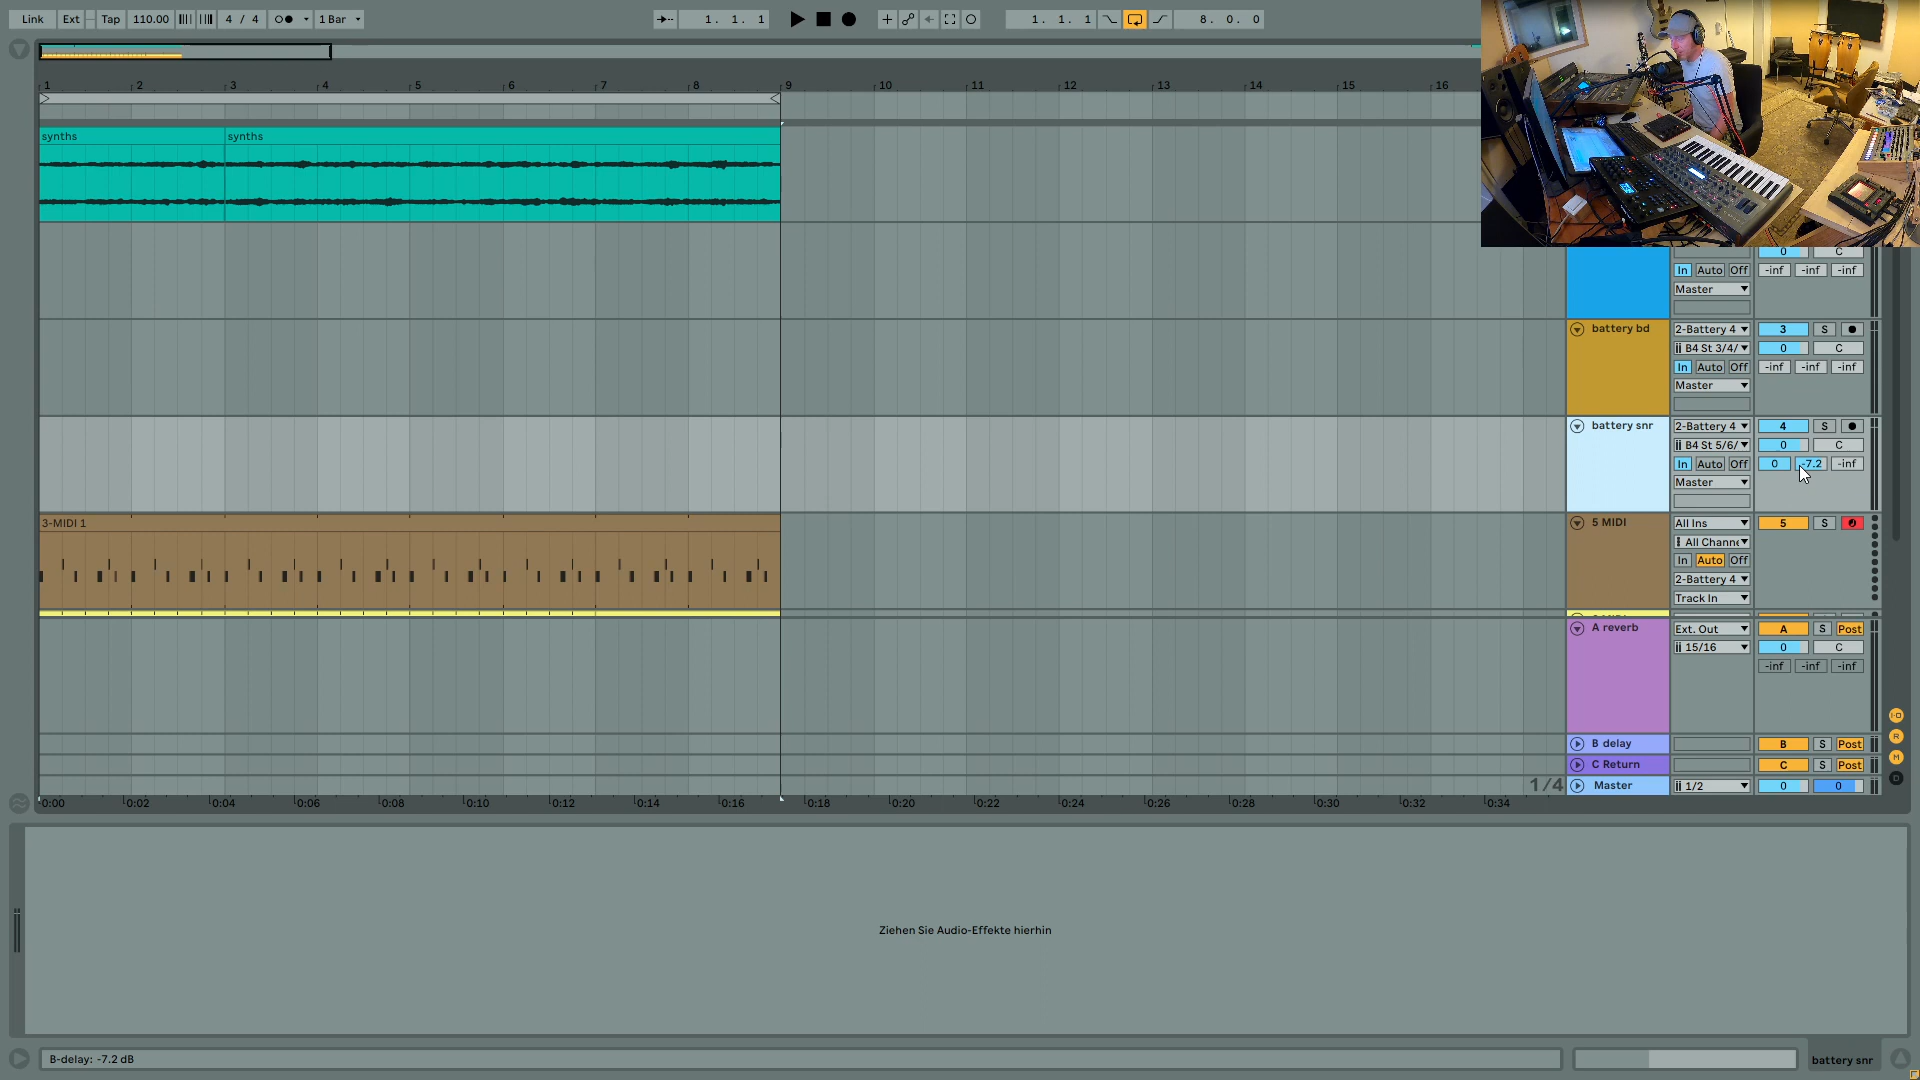 Link Ext Tap 110.00 4 / 4 1 Bar 1. 1. 1 1. 1. 1 8. 0. 0
1 2 3 4 5 6 7 8 9 10 11 12 13 14 15 16
synths synths
0 C
In Auto Off -inf -inf -inf
Master
battery bd 2-Battery 4 3 S
B4 St 3/4/ 0 C
In Auto Off -inf -inf -inf
Master
battery snr 2-Battery 4 4 S
B4 St 5/6/ 0 C
In Auto Off 0 -7.2 -inf
Master
3-MIDI 1 5 MIDI All Ins 5 S
All Channe
In Auto Off
2-Battery 4
Track In
A reverb Ext. Out A S Post
15/16 0 C
-inf -inf -inf
B delay B S Post
C Return C S Post
1/4 Master 1/2 0 0
0:00 0:02 0:04 0:06 0:08 0:10 0:12 0:14 0:16 0:18 0:20 0:22 0:24 0:26 0:28 0:30 0:32 0:34
I-O
R
M
D
Ziehen Sie Audio-Effekte hierhin
B-delay: -7.2 dB battery snr